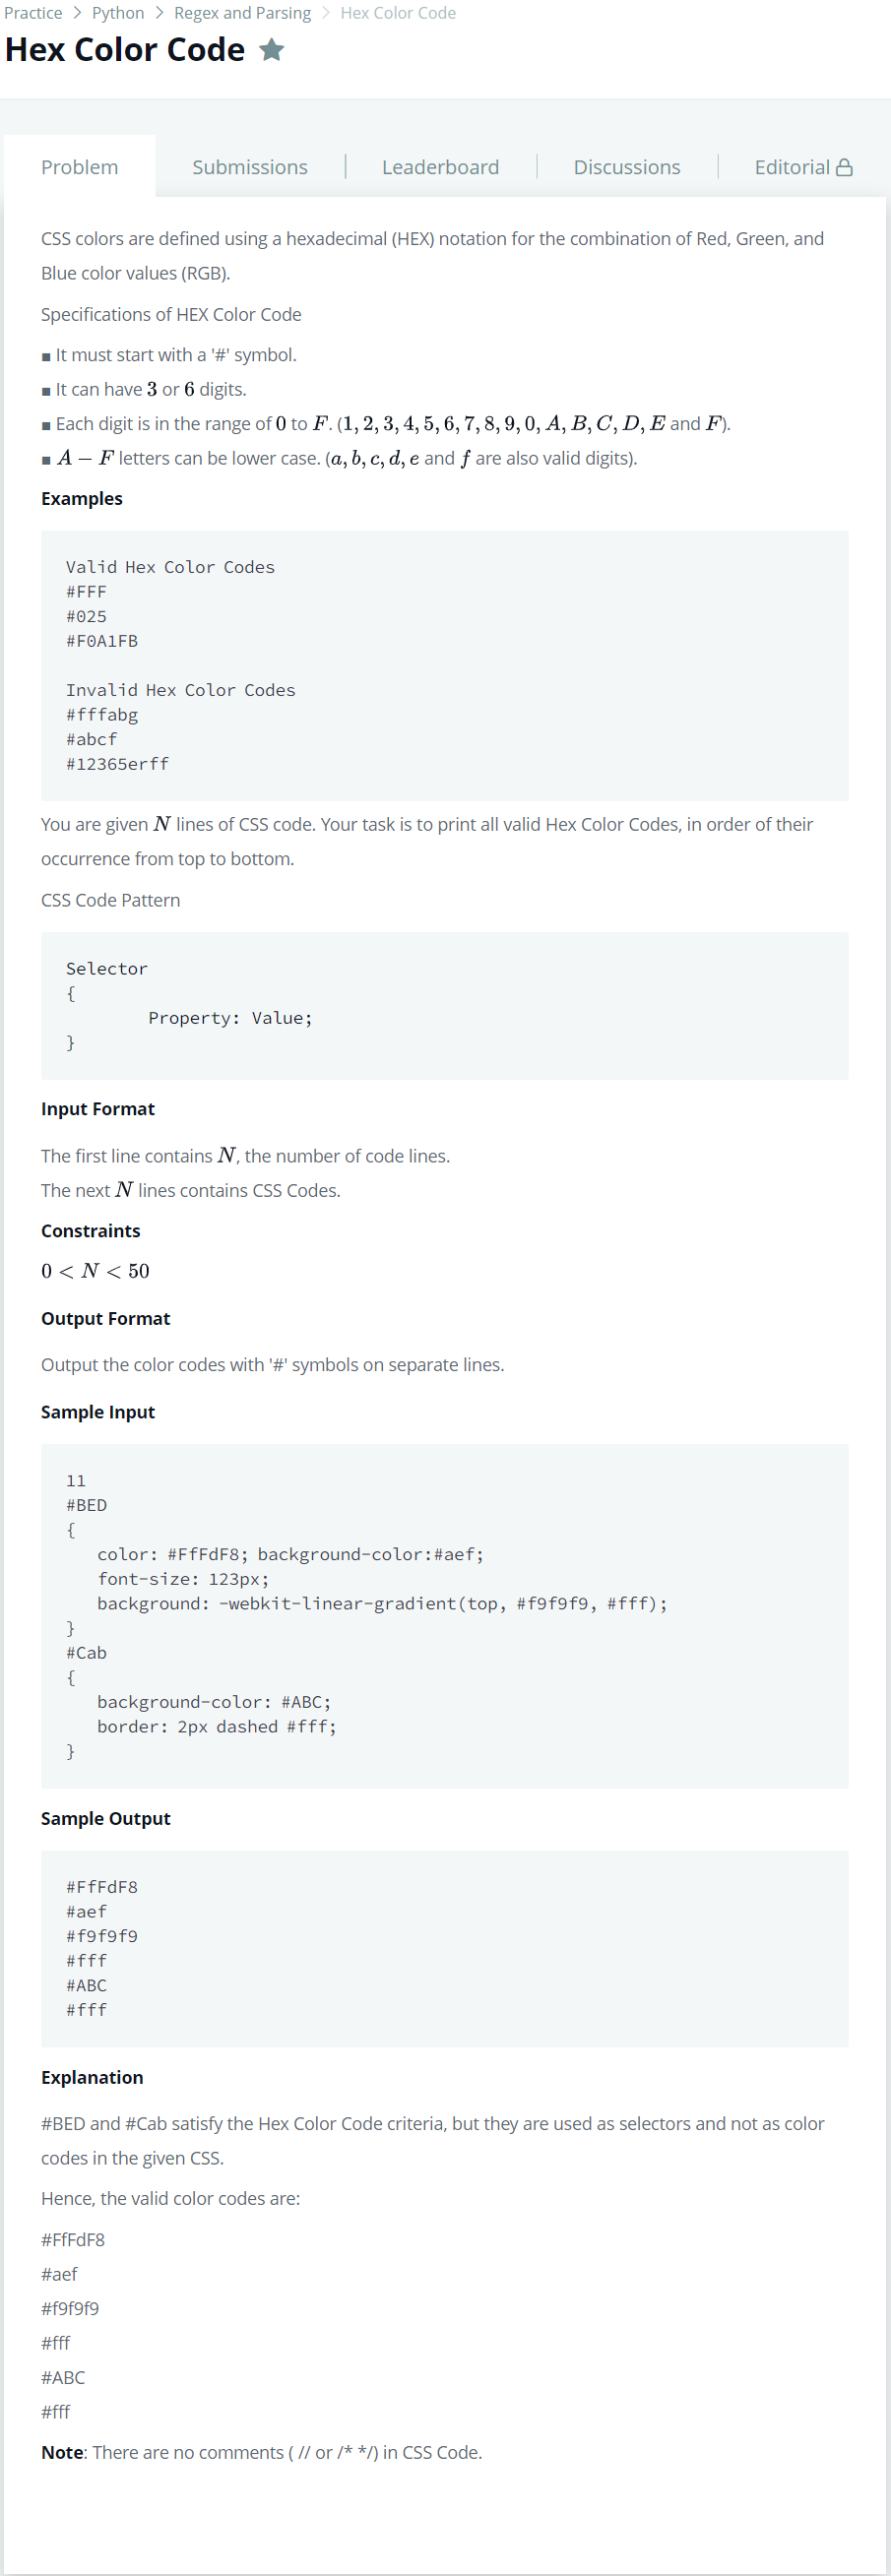 Practice > Python > Regex and Parsing > Hex Color Code
Hex Color Code ★
Problem Submissions | Leaderboard | Discussions | Editorial
CSS colors are defined using a hexadecimal (HEX) notation for the combination of Red, Green, and
Blue color values (RGB).
Specifications of HEX Color Code
■ It must start with a '#' symbol.
■ It can have 3 or 6 digits.
■ Each digit is in the range of 0 to F. (1, 2, 3, 4, 5, 6, 7, 8, 9, 0, A, B, C, D, E and F).
■ A − F letters can be lower case. (a, b, c, d, e and f are also valid digits).
Examples
Valid Hex Color Codes
#FFF
#025
#F0A1FB
Invalid Hex Color Codes
#fffabg
#abcf
#12365erff
You are given N lines of CSS code. Your task is to print all valid Hex Color Codes, in order of their
occurrence from top to bottom.
CSS Code Pattern
Selector
{
Property: Value;
}
Input Format
The first line contains N, the number of code lines.
The next N lines contains CSS Codes.
Constraints
0 < N < 50
Output Format
Output the color codes with '#' symbols on separate lines.
Sample Input
11
#BED
{
color: #FfFdF8; background-color:#aef;
font-size: 123px;
background: -webkit-linear-gradient(top, #f9f9f9, #fff);
}
#Cab
{
background-color: #ABC;
border: 2px dashed #fff;
}
Sample Output
#FfFdF8
#aef
#f9f9f9
#fff
#ABC
#fff
Explanation
#BED and #Cab satisfy the Hex Color Code criteria, but they are used as selectors and not as color
codes in the given CSS.
Hence, the valid color codes are:
#FfFdF8
#aef
#f9f9f9
#fff
#ABC
#fff
Note: There are no comments ( // or /* */) in CSS Code.